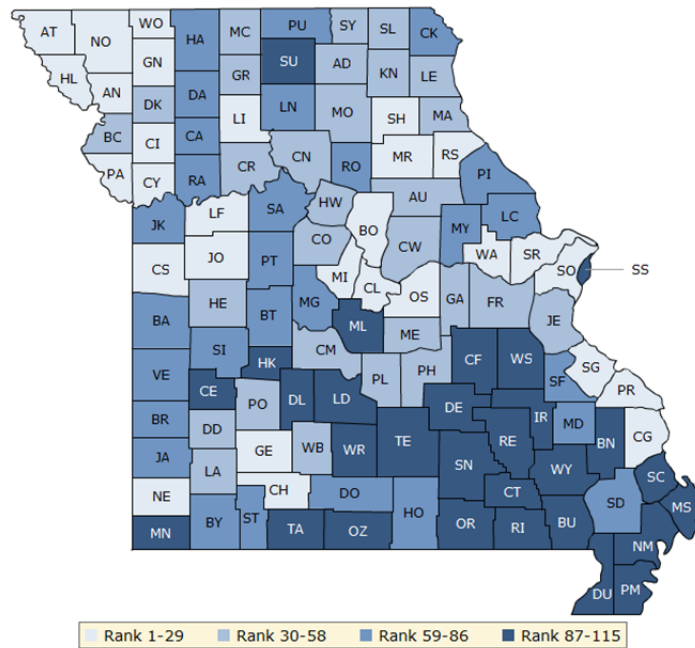 AT NO WO HA MC PU SY SL CK
HL AN GN DA GR SU AD KN LE
BC DK CI CA LI LN MO SH MA
PA CY RA CR CN RO MR RS PI
JK LF SA HW AU MY LC
CS JO PT CO BO CW WA SR SO SS
HE MG MI CL OS GA FR JE
BA BT ML ME
VE SI HK CM PL PH CF WS SF SG PR
BR CE PO DL LD DE IR MD BN CG
JA DD GE WB WR TE RE SC
LA CH SN WY MS
NE BY ST DO HO CT SD
MN TA OZ OR RI BU NM
DU PM
Rank 1-29 Rank 30-58 Rank 59-86 Rank 87-115